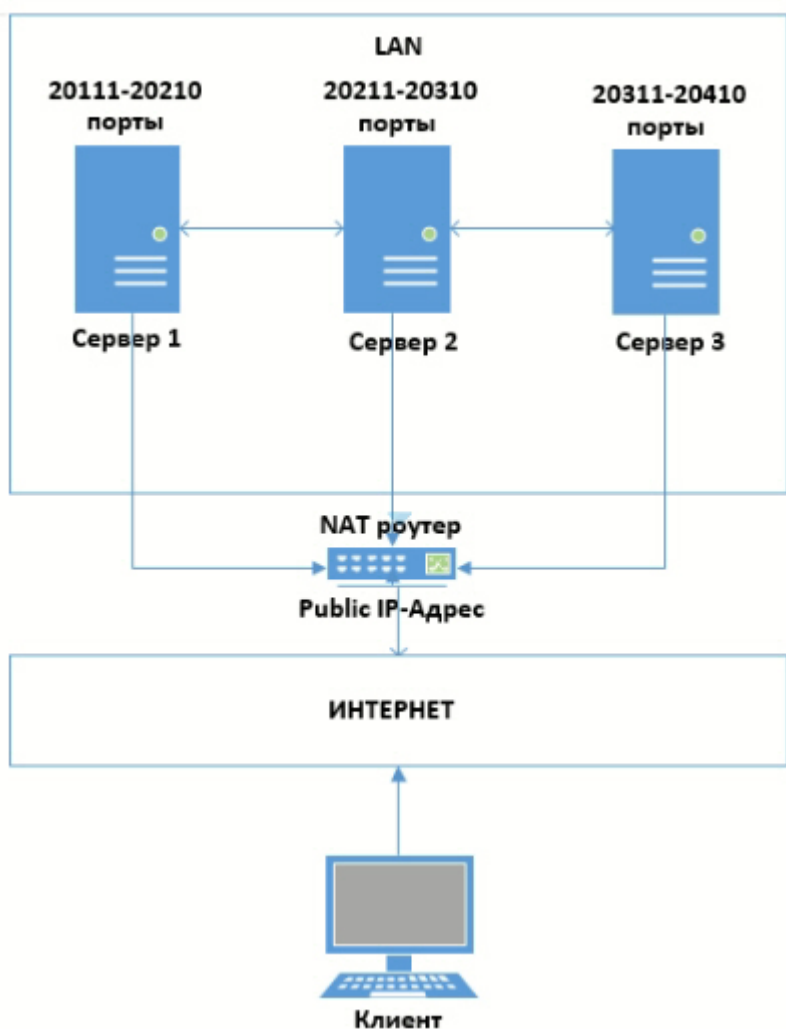 LAN
20111-20210
порты
20211-20310
порты
20311-20410
порты
Сервер 1
Сервер 2
Сервер 3
NAT роутер
Public IP-Адрес
ИНТЕРНЕТ
Клиент